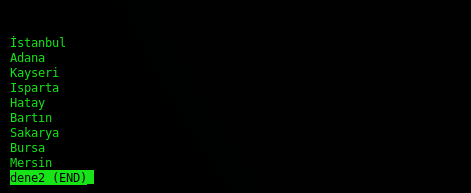 İstanbul
Adana
Kayseri
Isparta
Hatay
Bartın
Sakarya
Bursa
Mersin
dene2 (END)